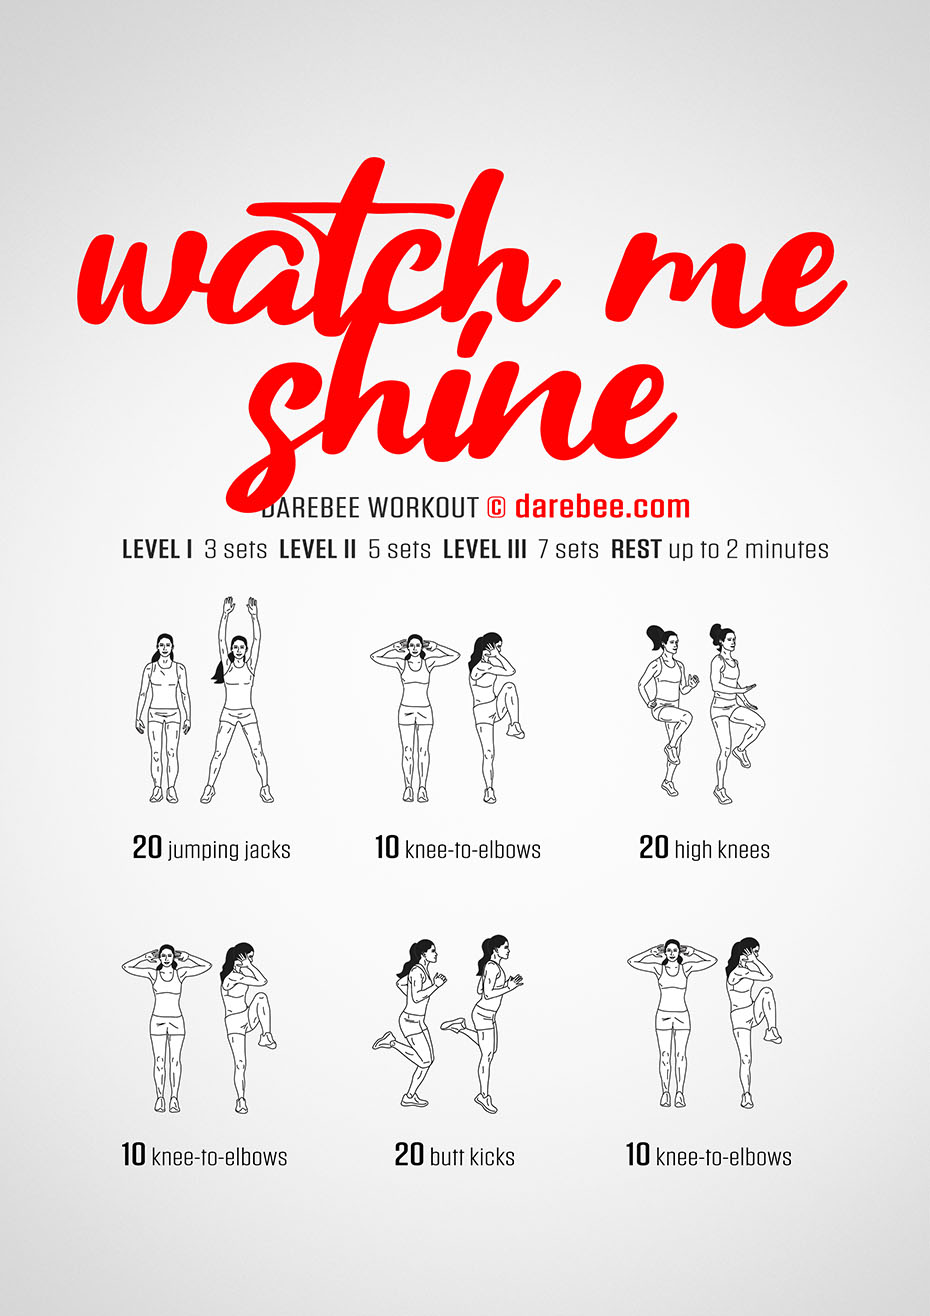 watch me
shine
DAREBEE WORKOUT © darebee.com
LEVEL I 3 sets LEVEL II 5 sets LEVEL III 7 sets REST up to 2 minutes
20 jumping jacks
10 knee-to-elbows
20 high knees
10 knee-to-elbows
20 butt kicks
10 knee-to-elbows